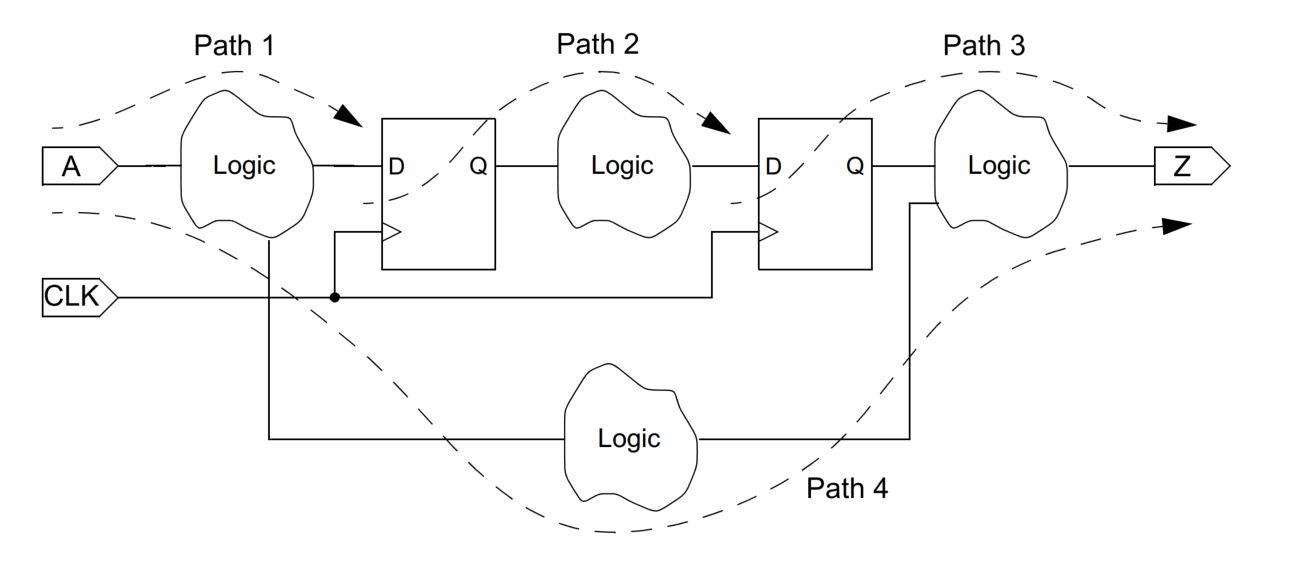 Path 1
Path 2
Path 3
A
Logic
D
Q
Logic
D
Q
Logic
Z
CLK
Logic
Path 4